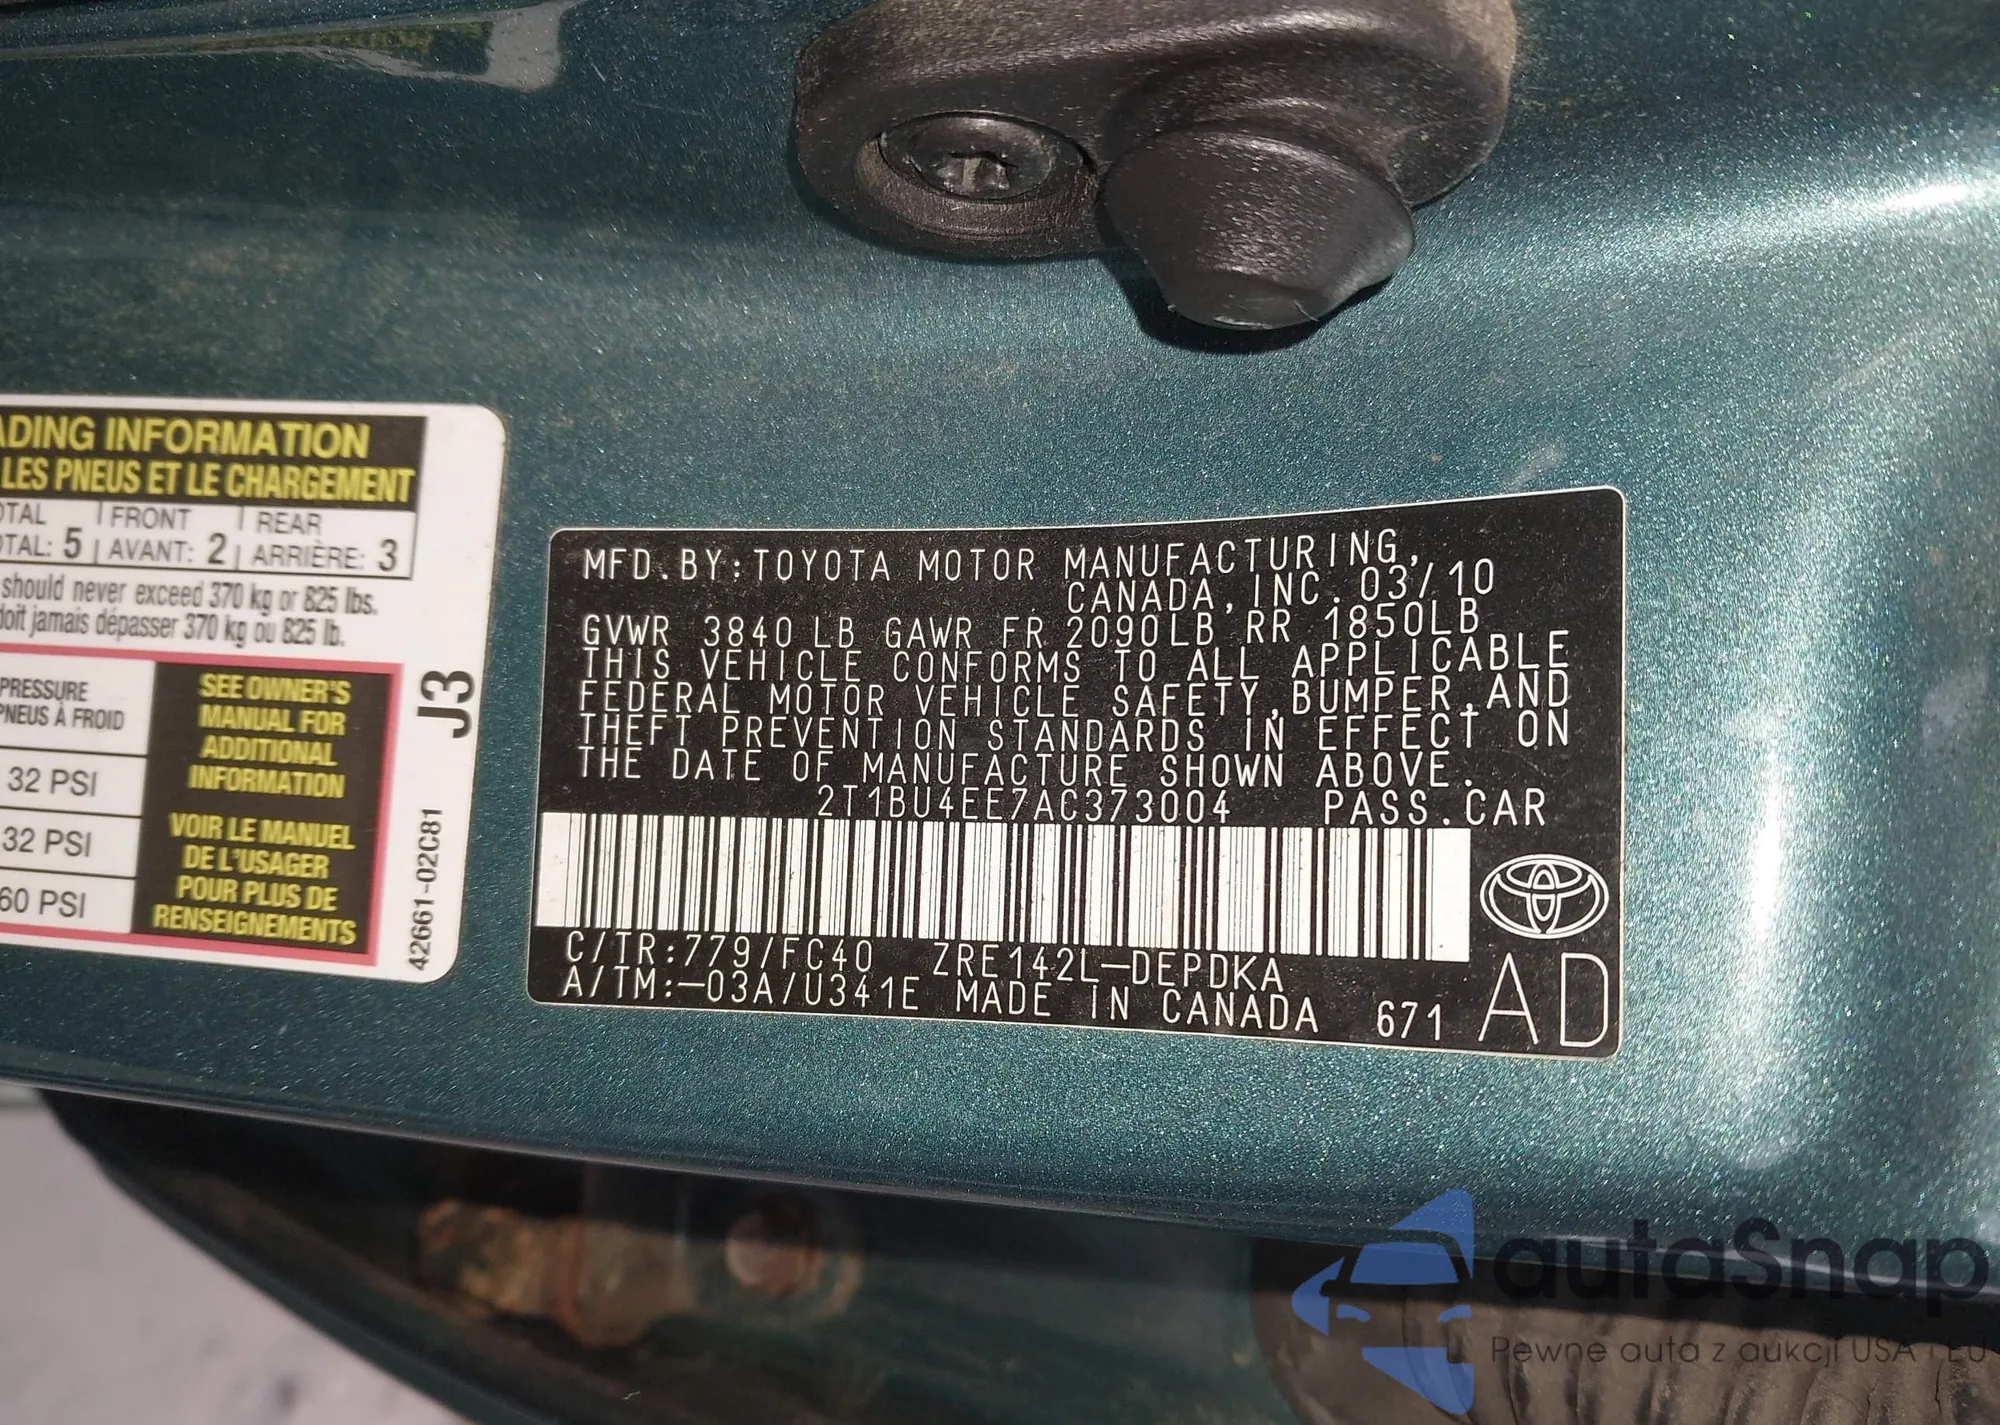 ADING INFORMATION
LES PNEUS ET LE CHARGEMENT
OTAL FRONT REAR
OTAL: 5 AVANT: 2 ARRIÈRE: 3
should never exceed 370 kg or 825 lbs.
doit jamais dépasser 370 kg ou 825 lb.
PRESSURE
PNEUS À FROID
32 PSI
32 PSI
60 PSI
SEE OWNER'S
MANUAL FOR
ADDITIONAL
INFORMATION
VOIR LE MANUEL
DE L'USAGER
POUR PLUS DE
RENSEIGNEMENTS
J3
42661-02C81
MFD.BY:TOYOTA MOTOR MANUFACTURING,
CANADA,INC.03/10
GVWR 3840LB GAWR FR 2090LB RR 1850LB
THIS VEHICLE CONFORMS TO ALL APPLICABLE
FEDERAL MOTOR VEHICLE SAFETY,BUMPER,AND
THEFT PREVENTION STANDARDS IN EFFECT ON
THE DATE OF MANUFACTURE SHOWN ABOVE.
2T1BU4EE7AC373004 PASS.CAR
C/TR:779/FC40 ZRE142L-DEPDKA
A/TM:-03A/U341E MADE IN CANADA 671
AD
autaSnap
Pewne auta z aukcji USA i EU